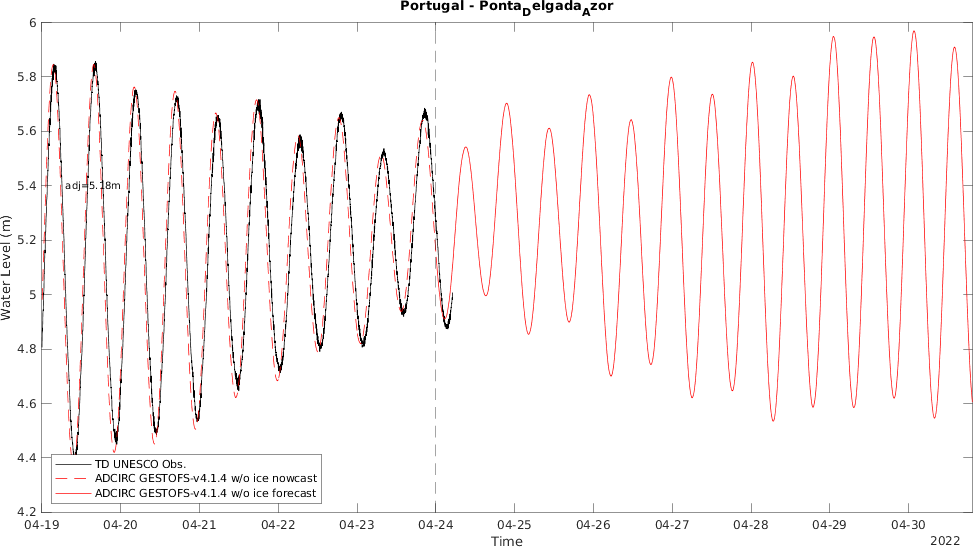 Portugal - PontaDelgadaAzor
6
5.8
5.6
5.4
5.2
5
4.8
4.6
4.4
4.2
Water Level (m)
adj=5.18m
TD UNESCO Obs.
ADCIRC GESTOFS-v4.1.4 w/o ice nowcast
ADCIRC GESTOFS-v4.1.4 w/o ice forecast
04-19 04-20 04-21 04-22 04-23 04-24 04-25 04-26 04-27 04-28 04-29 04-30
Time
2022